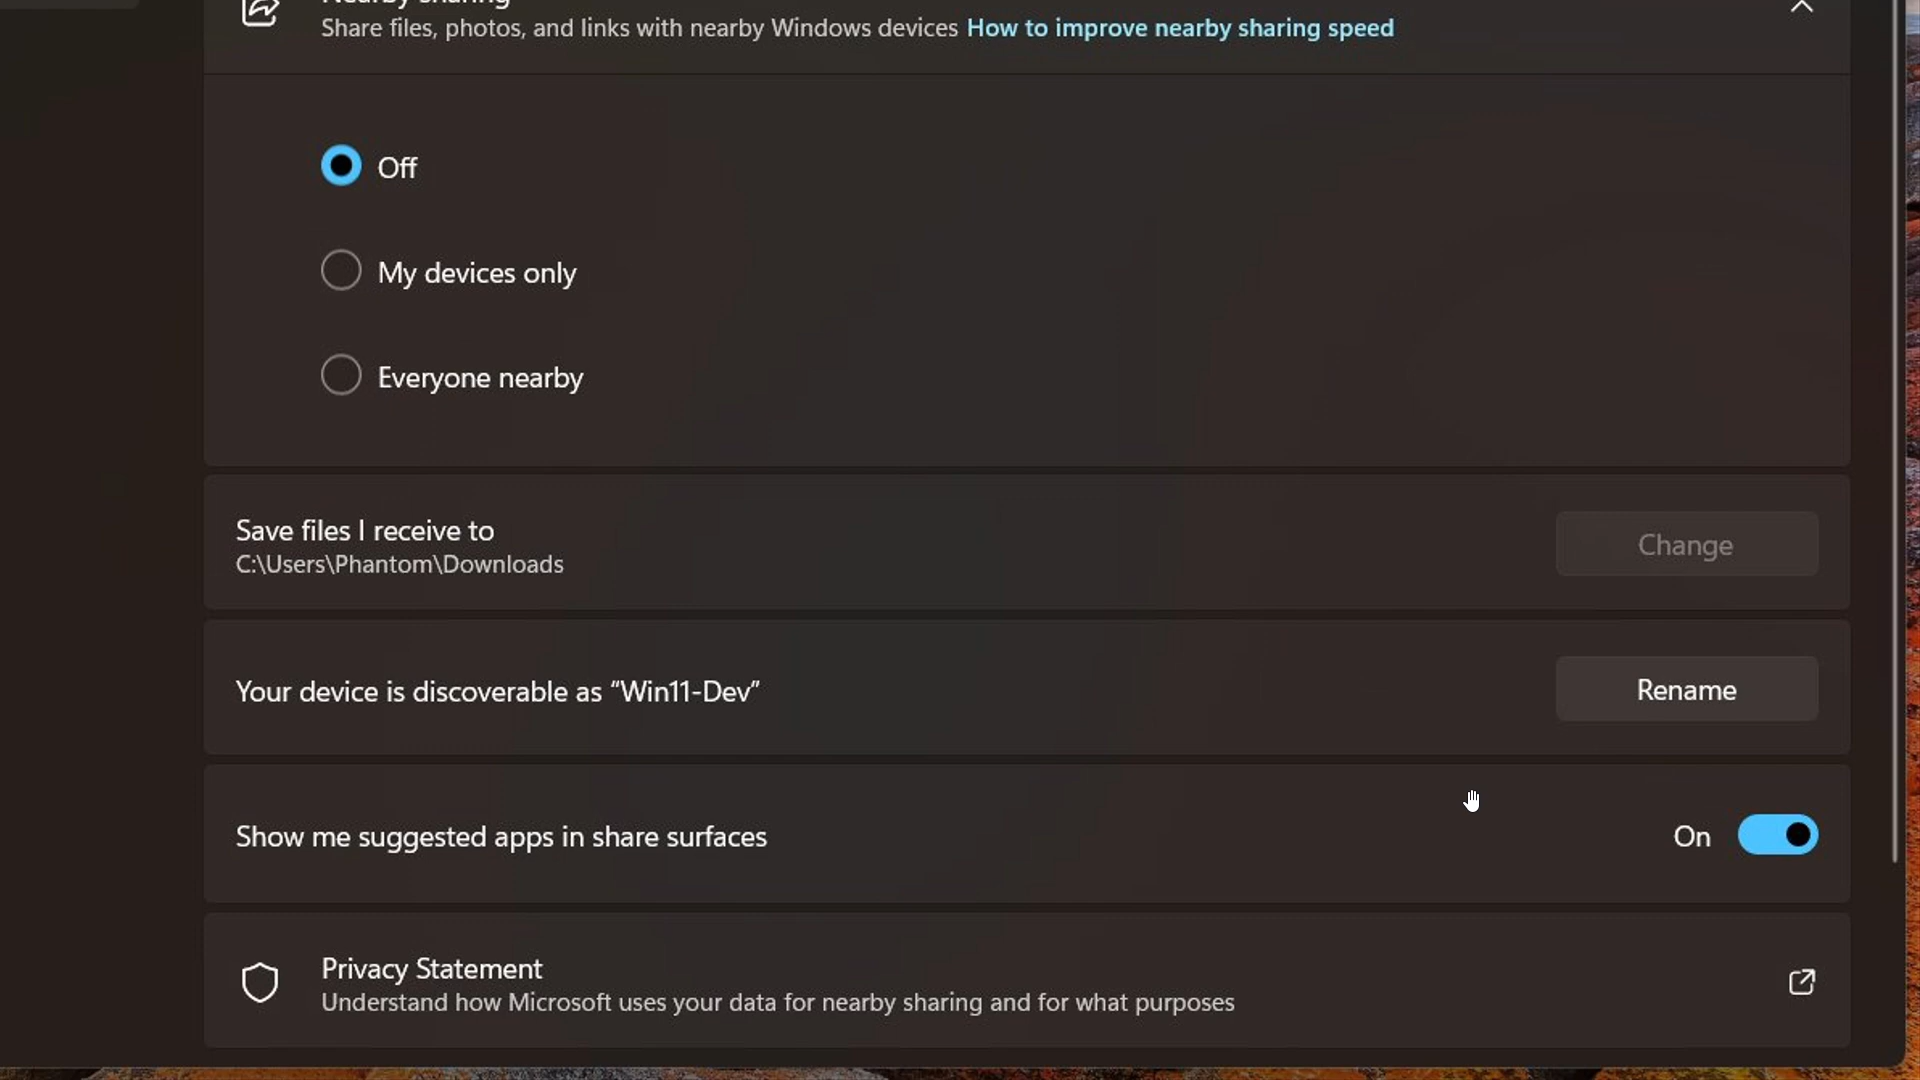 Nearby sharing
Share files, photos, and links with nearby Windows devices How to improve nearby sharing speed
Off
My devices only
Everyone nearby
Save files I receive to
C:\Users\Phantom\Downloads
Change
Your device is discoverable as “Win11-Dev”
Rename
Show me suggested apps in share surfaces
On
Privacy Statement
Understand how Microsoft uses your data for nearby sharing and for what purposes